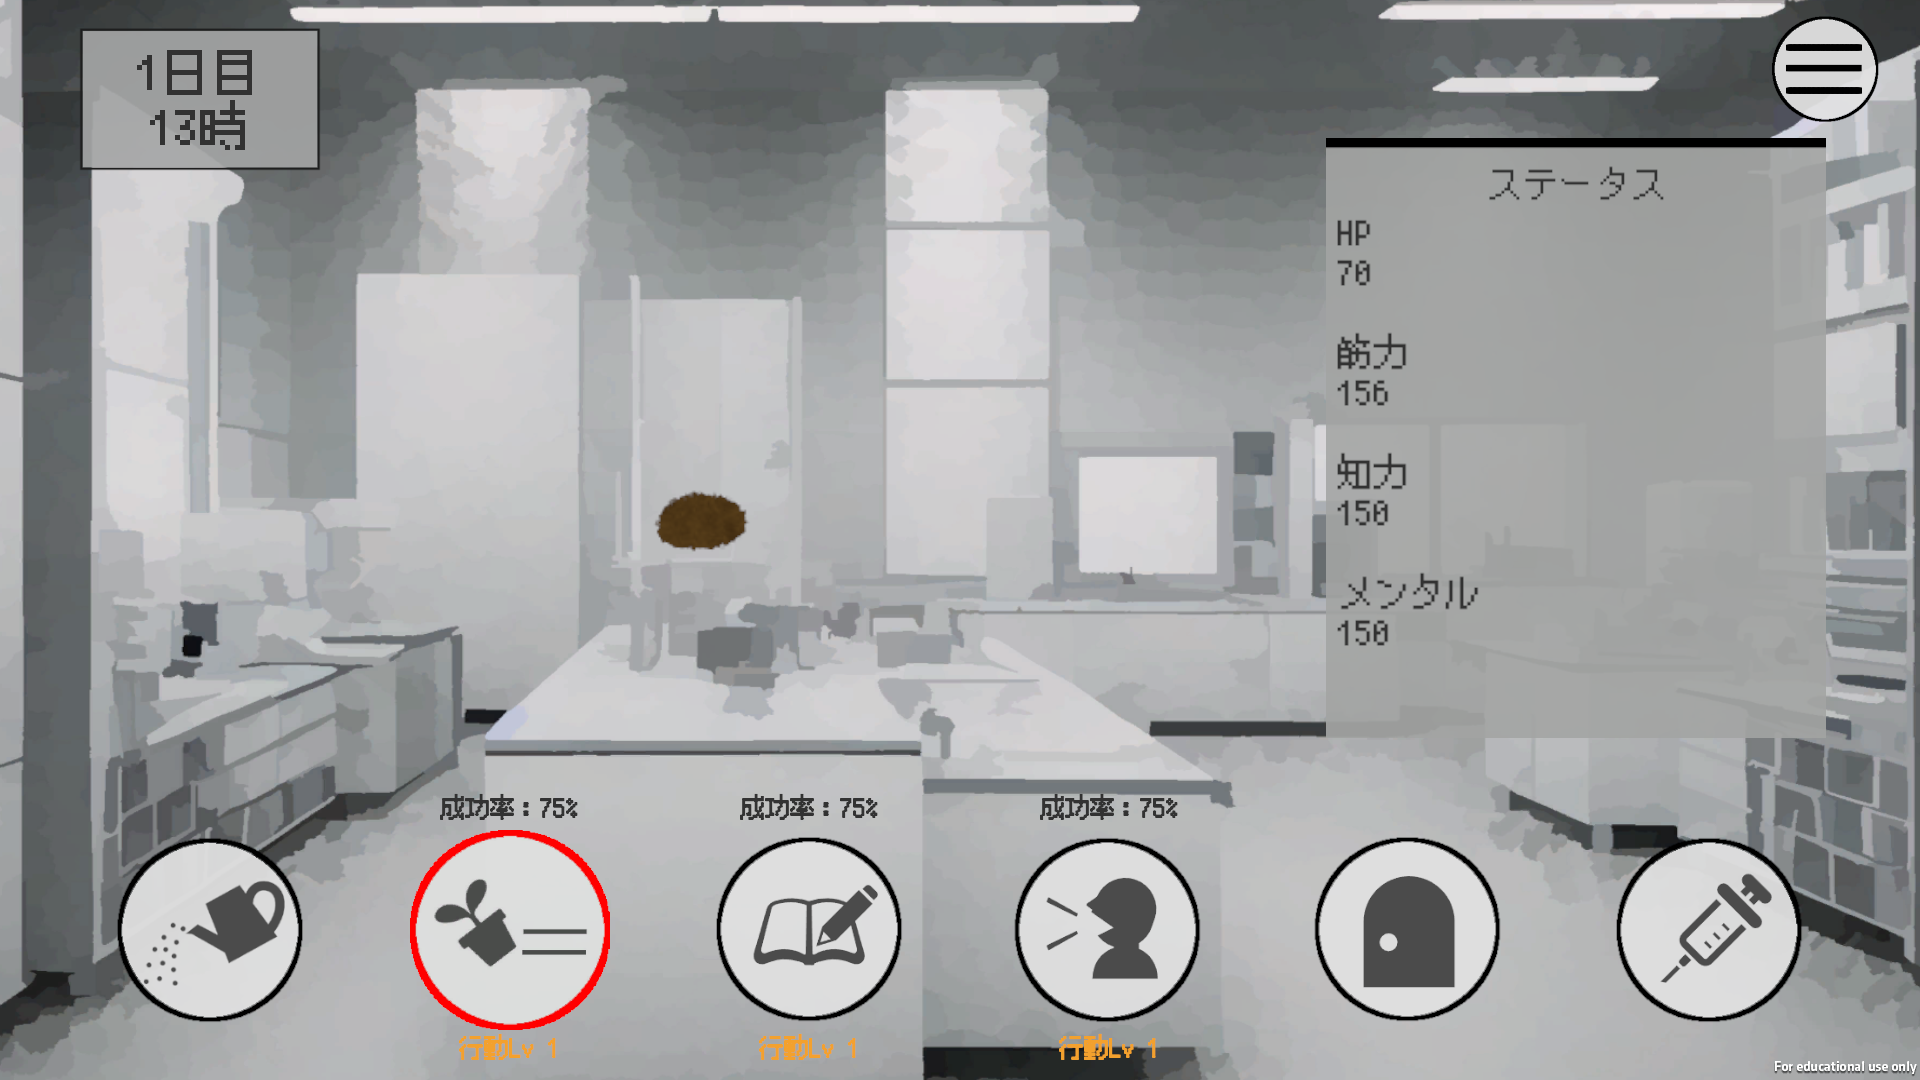 1日目
13時
ステータス
HP
70
筋力
156
知力
150
メンタル
150
成功率：75%
成功率：75%
成功率：75%
行動Lv 1
行動Lv 1
行動Lv 1
For educational use only